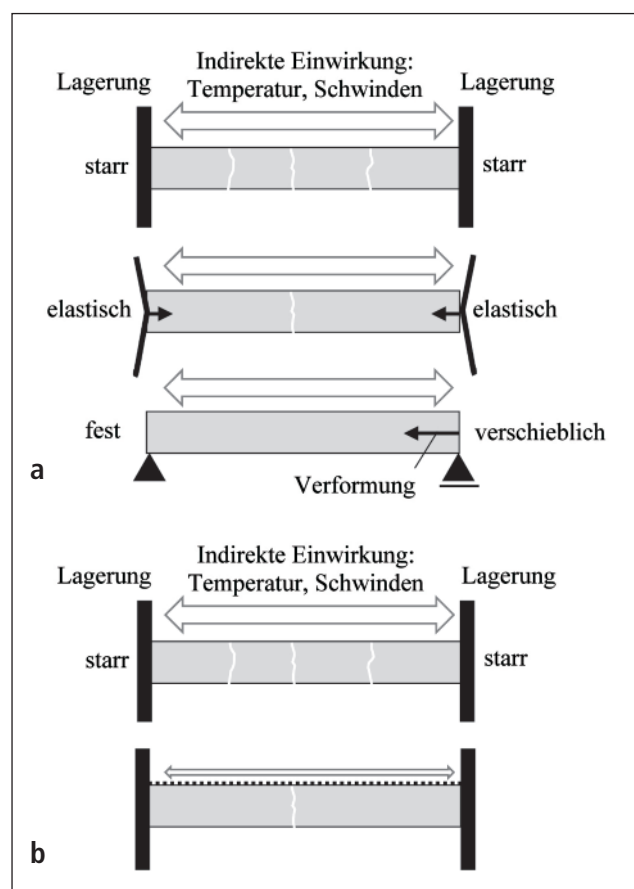 Indirekte Einwirkung:
Lagerung Temperatur, Schwinden Lagerung
starr starr
elastisch elastisch
fest verschieblich
Verformung
a
Indirekte Einwirkung:
Lagerung Temperatur, Schwinden Lagerung
starr starr
b